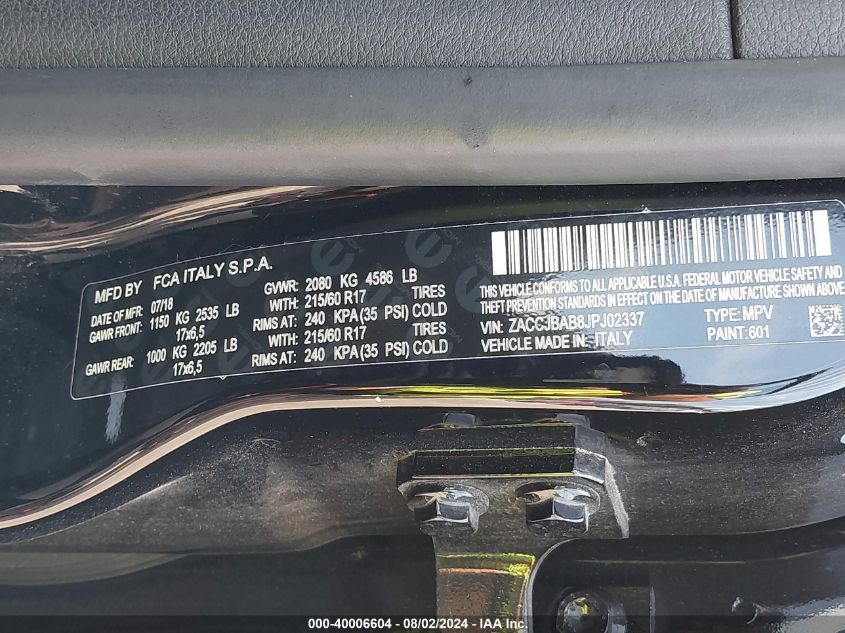 MFD BY FCA ITALY S.P.A.
DATE OF MFR: 07/18 GVWR: 2080 KG 4586 LB
GAWR FRONT: 1150 KG 2535 LB WITH: 215/60 R17 TIRES
17x6,5 RIMS AT: 240 KPA (35 PSI) COLD
GAWR REAR: 1000 KG 2205 LB WITH: 215/60 R17 TIRES
17x6,5 RIMS AT: 240 KPA (35 PSI) COLD
THIS VEHICLE CONFORMS TO ALL APPLICABLE U.S.A. FEDERAL MOTOR VEHICLE SAFETY AND
THEFT PREVENTION STANDARDS IN EFFECT ON THE DATE OF MANUFACTURE SHOWN ABOVE
VIN: ZACCJBAB8JPJ02337 TYPE: MPV
VEHICLE MADE IN: ITALY PAINT: 601
000-40006604 - 08/02/2024 - IAA Inc.